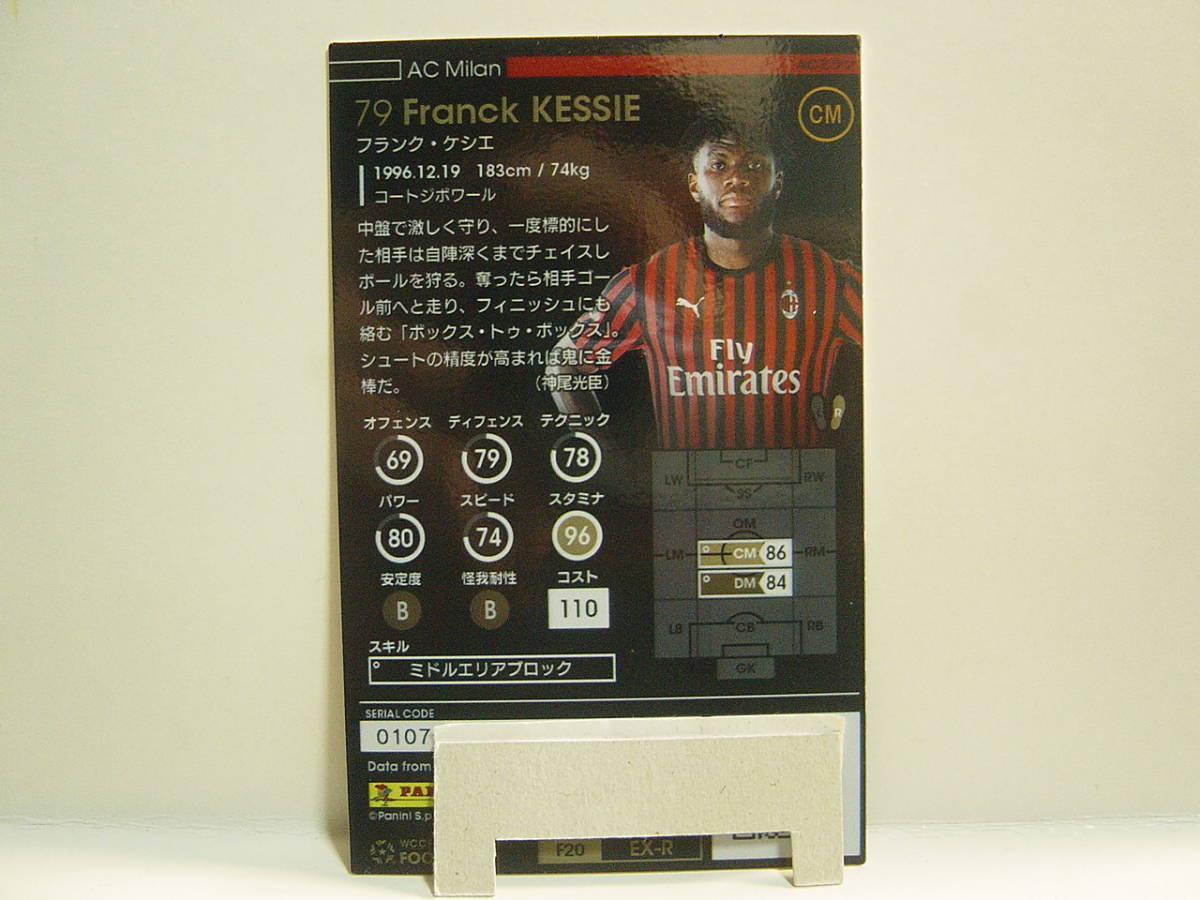 AC Milan
ACミラン
79 Franck KESSIE
CM
フランク・ケシエ
1996.12.19 183cm / 74kg
コートジボワール
中盤で激しく守り、一度標的にし
た相手は自陣深くまでチェイスし
ボールを狩る。奪ったら相手ゴー
ル前へと走り、フィニッシュにも
絡む「ボックス・トゥ・ボックス」。
シュートの精度が高まれば鬼に金
棒だ。 (神尾光臣)
Fly
Emirates
R
オフェンス ディフェンス テクニック
69 79 78
パワー スピード スタミナ
80 74 96
安定度 怪我耐性 コスト
B B 110
CF
LW RW
SS
OM
LM CM 86 RM
DM 84
LB CB RB
GK
スキル
ミドルエリアブロック
SERIAL CODE
0107
Data from
©Panini S.p
WCCF
FOO
F20 EX-R